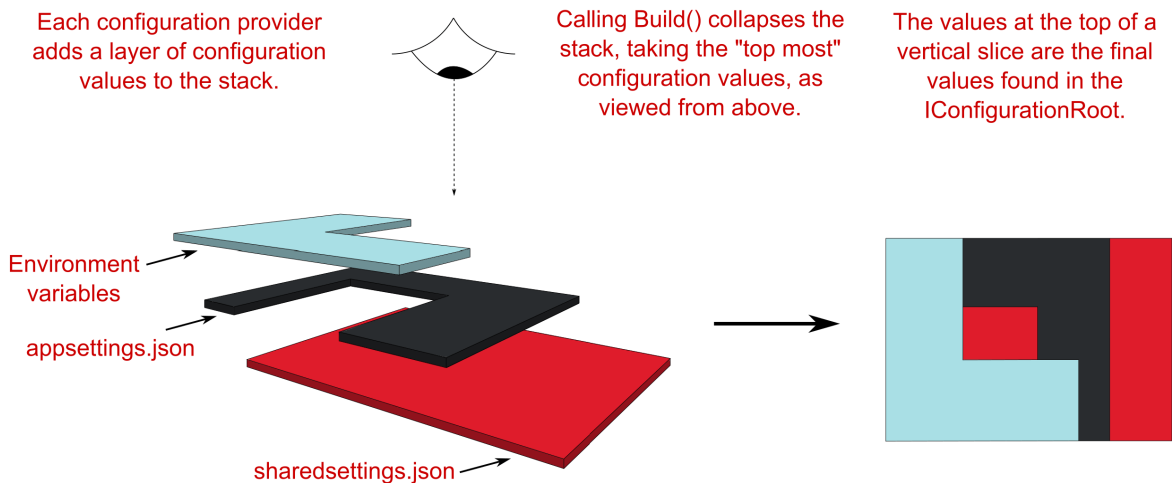 Each configuration provider
adds a layer of configuration
values to the stack.
Calling Build() collapses the
stack, taking the "top most"
configuration values, as
viewed from above.
The values at the top of a
vertical slice are the final
values found in the
IConfigurationRoot.
Environment
variables
appsettings.json
sharedsettings.json